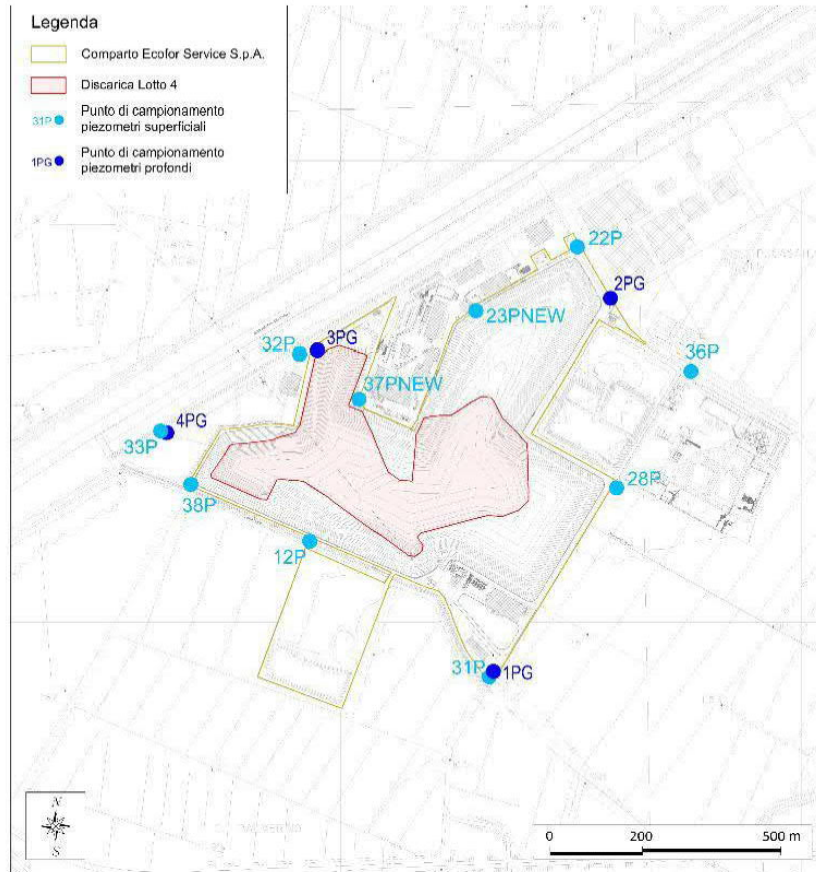 Legenda
Comparto Ecofor Service S.p.A.
Discarica Lotto 4
31P Punto di campionamento
piezometri superficiali
1PG Punto di campionamento
piezometri profondi
22P
2PG
23PNEW
32P
3PG
36P
37PNEW
4PG
33P
38P
28P
12P
31P
1PG
N
S
0 200 500 m